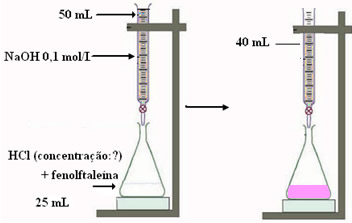 50 mL
NaOH 0,1 mol/l
HCl (concentração:?)
+ fenolftaleína
25 mL
40 mL